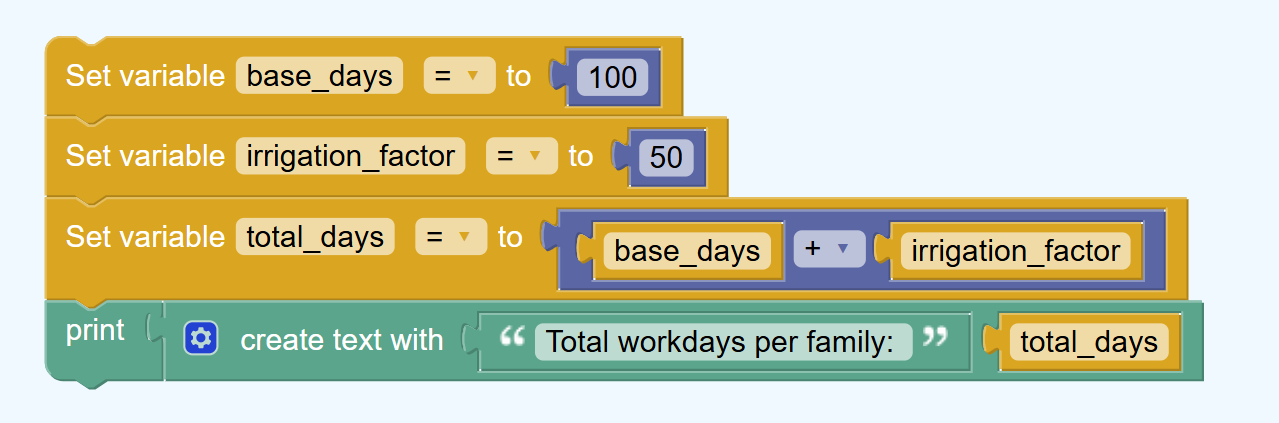 Set variable base_days = to 100
Set variable irrigation_factor = to 50
Set variable total_days = to base_days + irrigation_factor
print create text with “ Total workdays per family: ” total_days